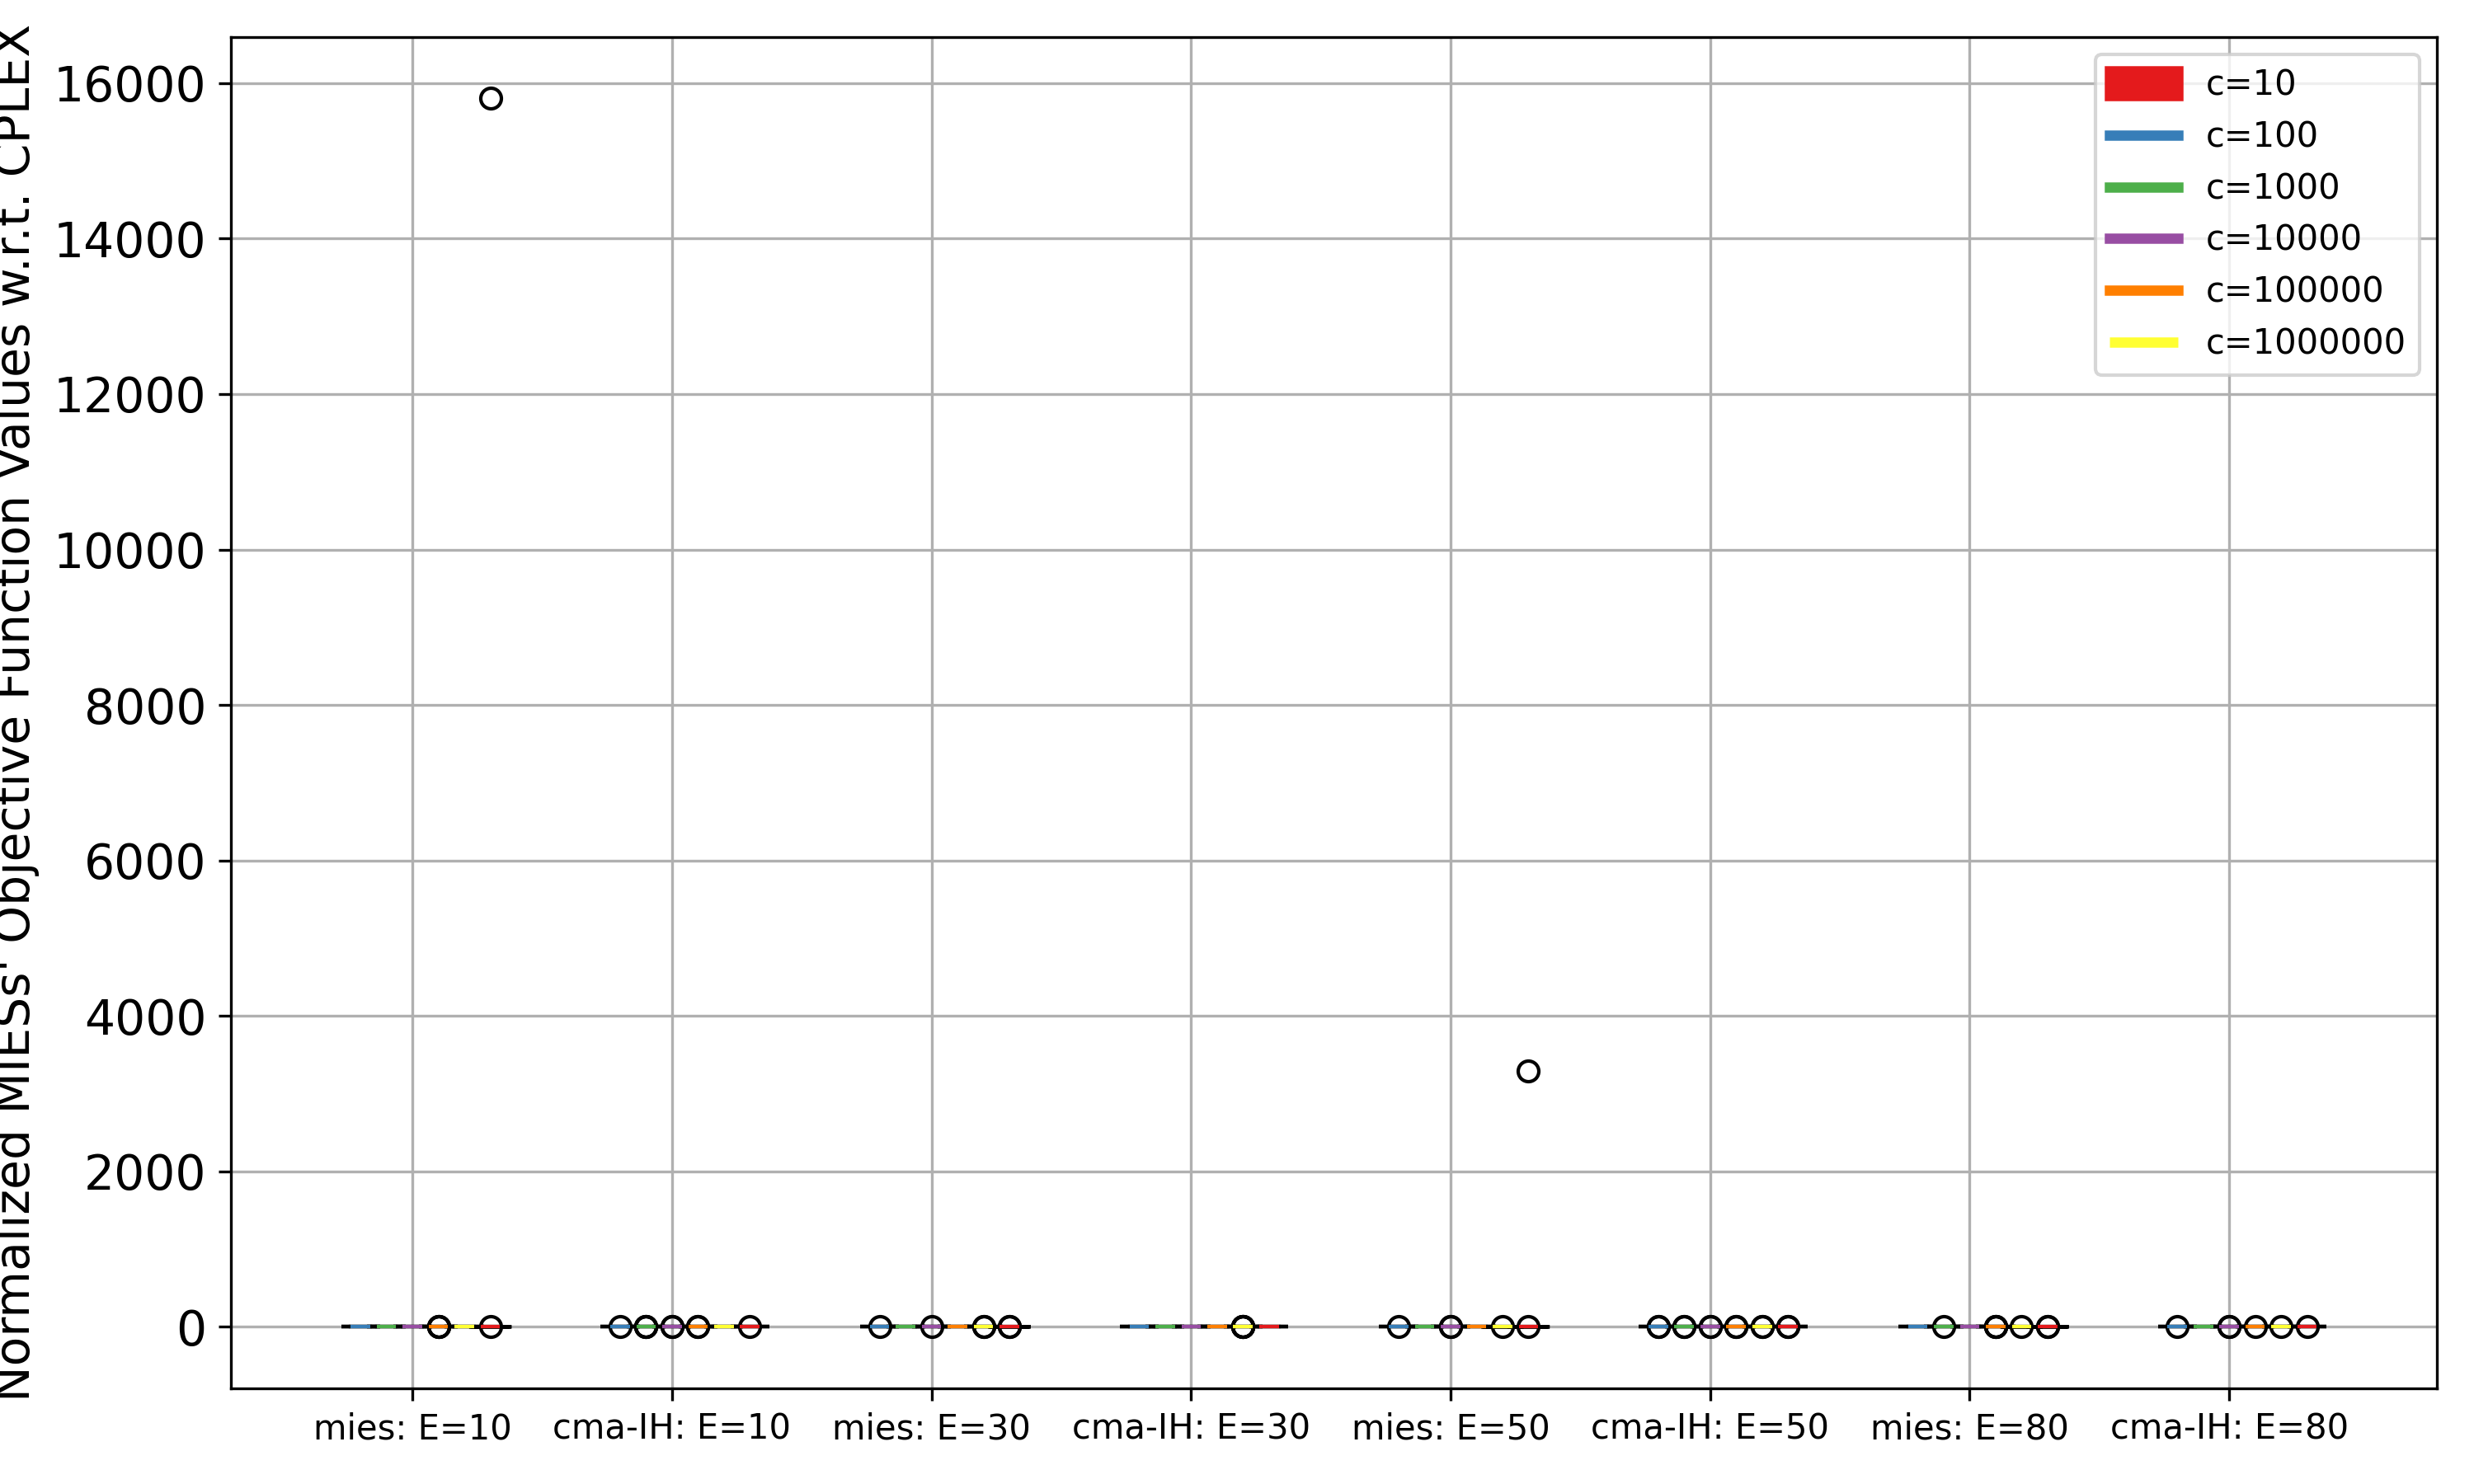 Normalized MIESs' Objective Function Values w.r.t. CPLEX
16000
14000
12000
10000
8000
6000
4000
2000
0
c=10
c=100
c=1000
c=10000
c=100000
c=1000000
mies: E=10
cma-IH: E=10
mies: E=30
cma-IH: E=30
mies: E=50
cma-IH: E=50
mies: E=80
cma-IH: E=80